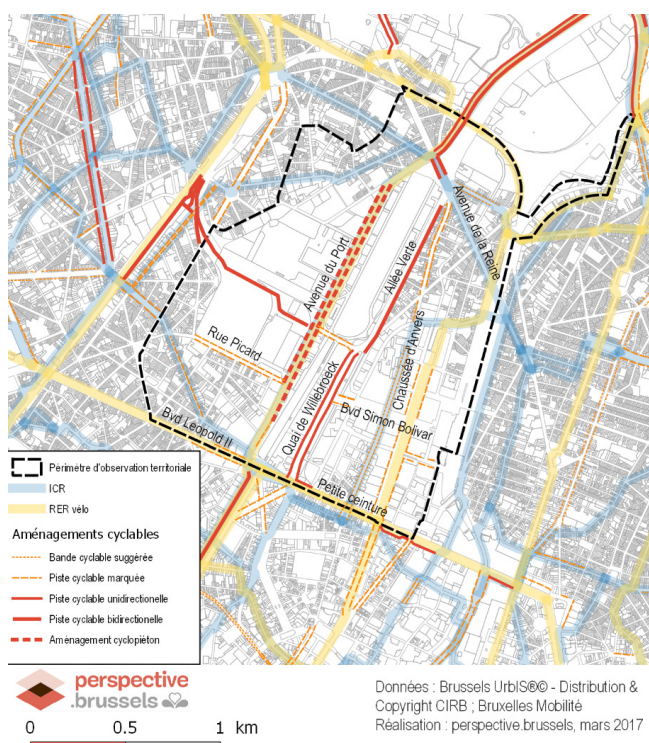 Avenue de la Reine
Avenue du Port
Allée Verte
Chaussée d'Anvers
Rue Picard
Quai de Willebroeck
Bvd Simon Bolivar
Bvd Leopold II
Petite ceinture
Périmètre d'observation territoriale
ICR
RER vélo
Aménagements cyclables
Bande cyclable suggérée
Piste cyclable marquée
Piste cyclable unidirectionelle
Piste cyclable bidirectionelle
Aménagement cyclopiéton
perspective
.brussels
0 0.5 1 km
Données : Brussels UrbIS®© - Distribution &
Copyright CIRB ; Bruxelles Mobilité
Réalisation : perspective.brussels, mars 2017